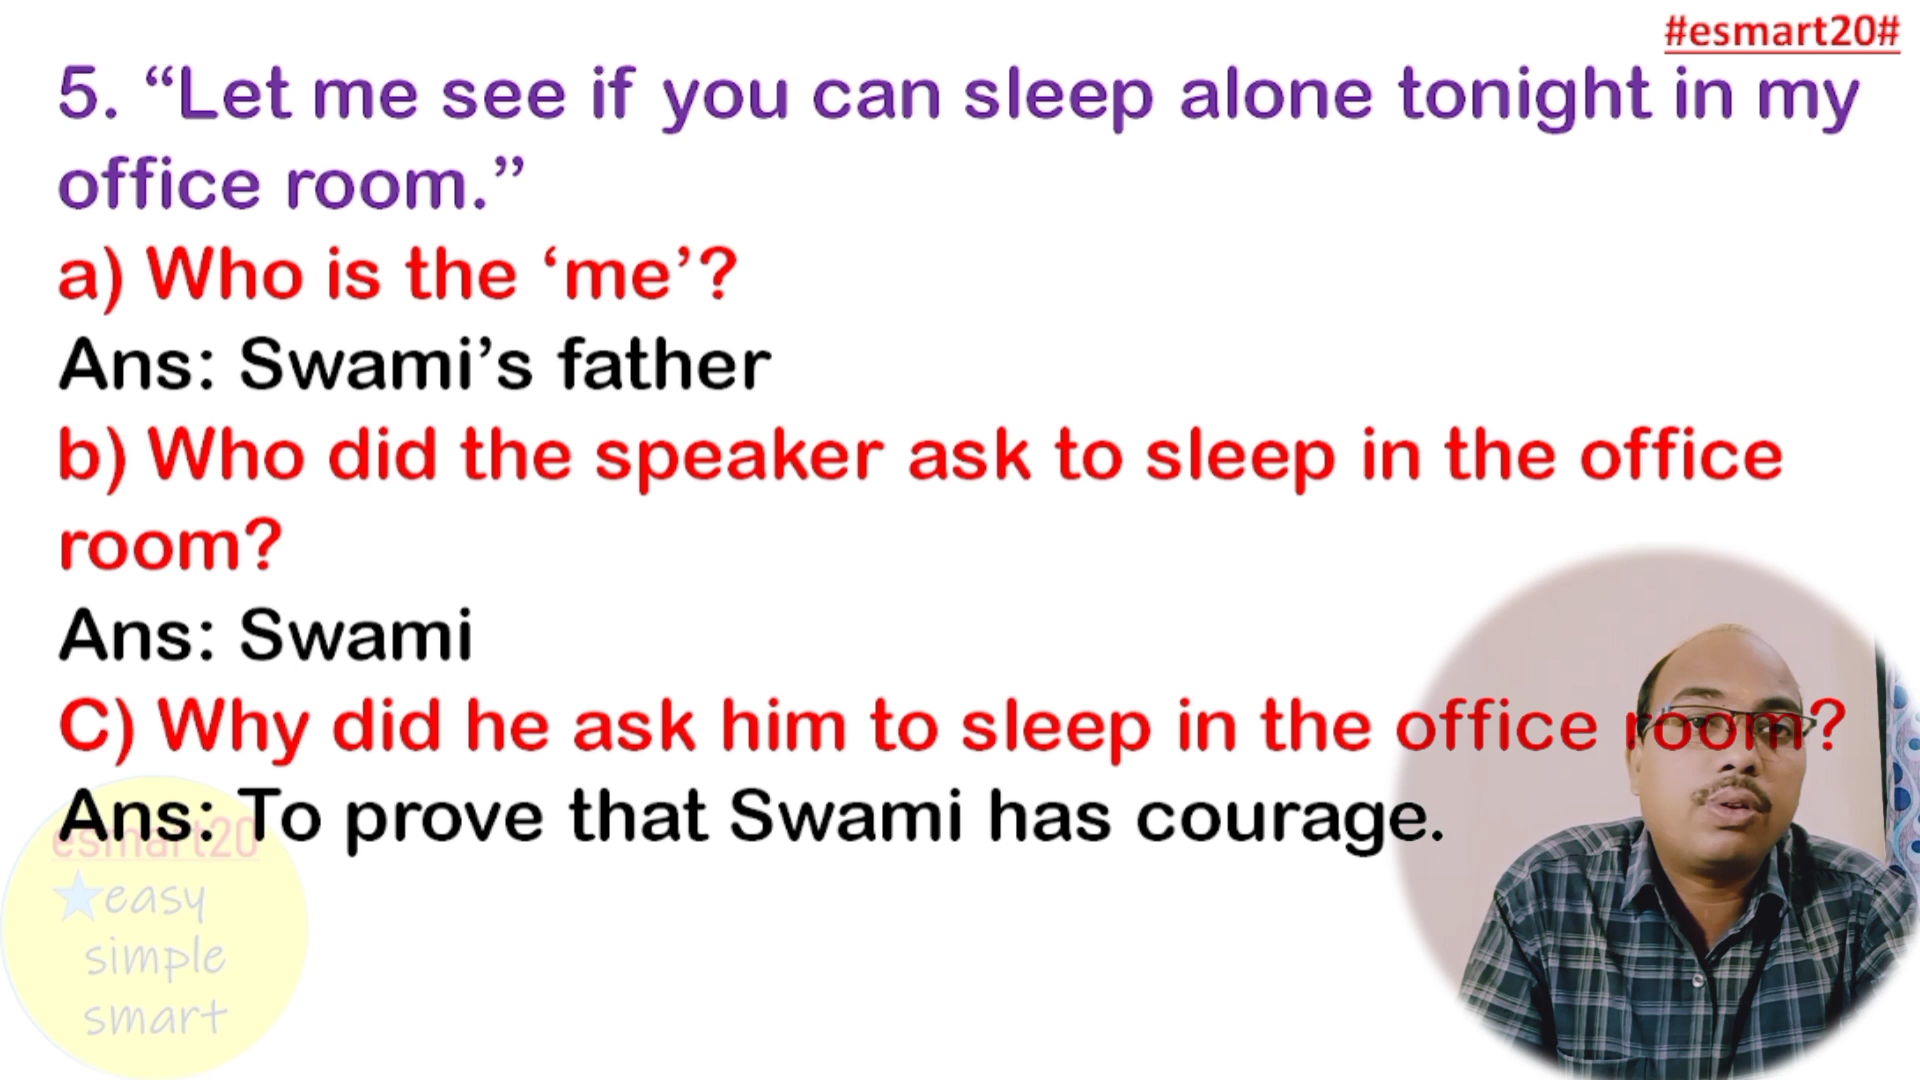 #esmart20#
5. “Let me see if you can sleep alone tonight in my
office room.”
a) Who is the ‘me’?
Ans: Swami’s father
b) Who did the speaker ask to sleep in the office
room?
Ans: Swami
C) Why did he ask him to sleep in the office room?
Ans: To prove that Swami has courage.
esmart20
easy
simple
smart